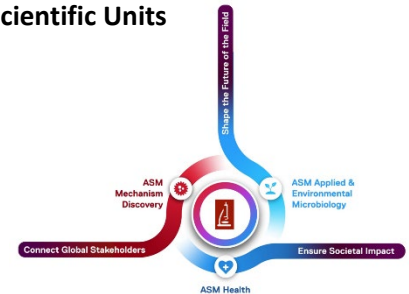 cientific Units
Shape the Future of the Field
ASM
Mechanism
Discovery
ASM Applied &
Environmental
Microbiology
Connect Global Stakeholders
Ensure Societal Impact
ASM Health